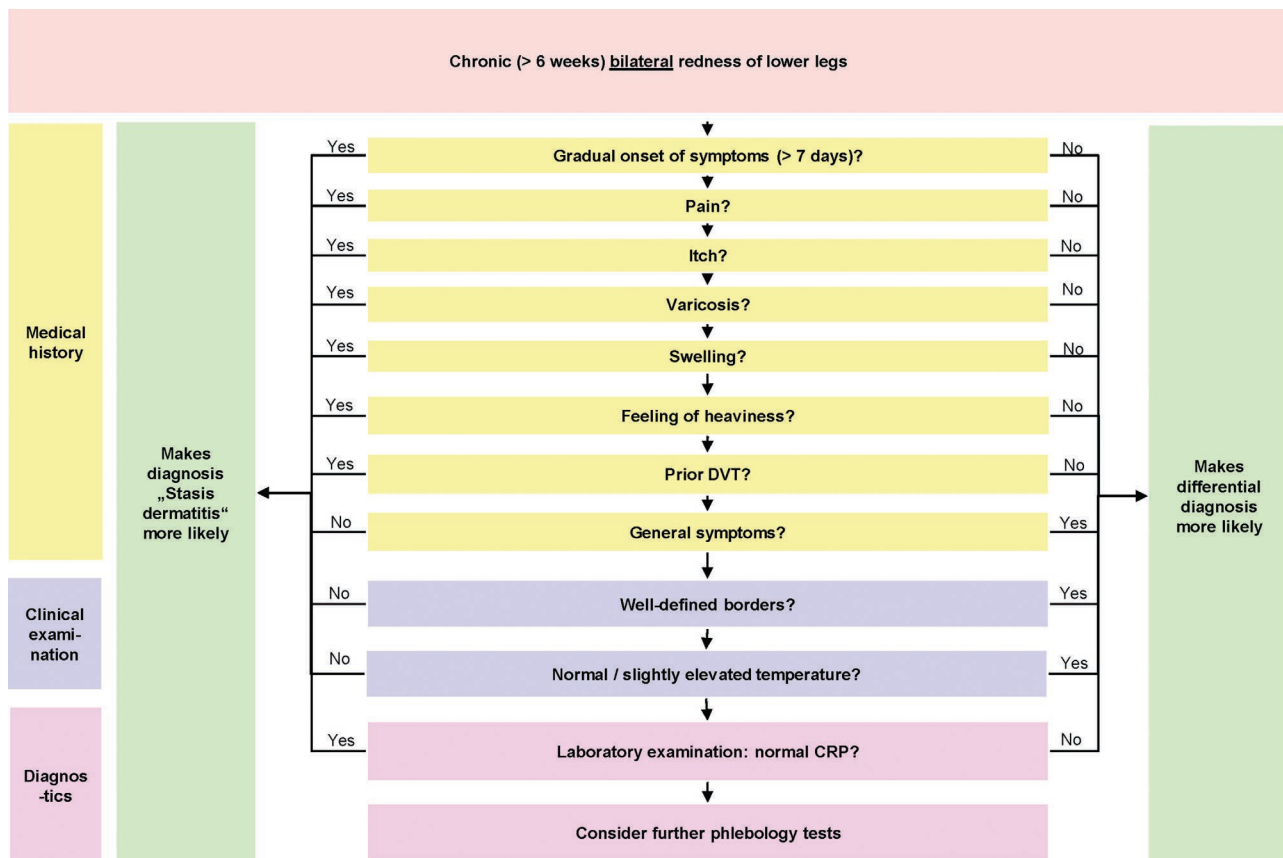 Chronic (> 6 weeks) bilateral redness of lower legs
Yes
Gradual onset of symptoms (> 7 days)?
No
Yes
Pain?
No
Yes
Itch?
No
Yes
Varicosis?
No
Medical
history
Yes
Swelling?
No
Yes
Feeling of heaviness?
No
Makes
diagnosis
„Stasis
dermatitis“
more likely
Yes
Prior DVT?
No
Makes
differential
diagnosis
more likely
No
General symptoms?
Yes
Clinical
exami-
nation
No
Well-defined borders?
Yes
No
Normal / slightly elevated temperature?
Yes
Diagnos
-tics
Yes
Laboratory examination: normal CRP?
No
Consider further phlebology tests